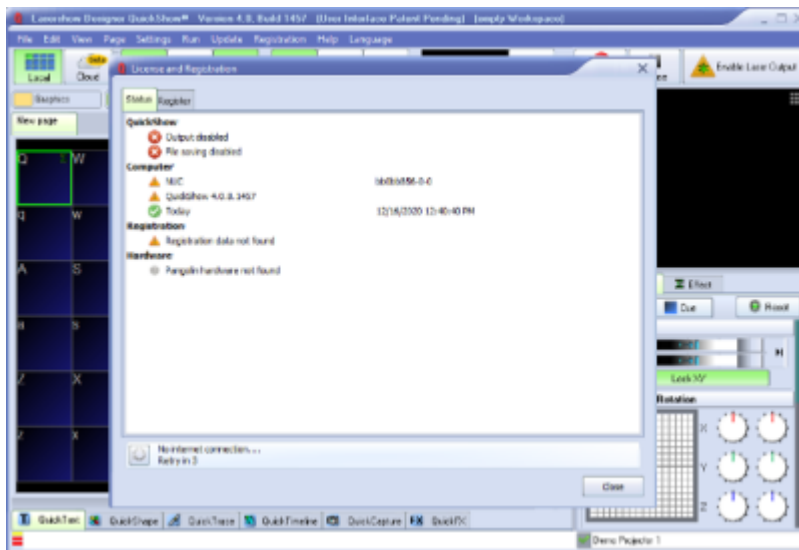 Lasershow Designer QuickShow® Version 4.0, Build 1457 (User Interface Patent Pending) (empty Workspace)
File Edit View Page Settings Run Update Registration Help Language
Local
Cloud
Beta
Enable Laser Output
License and Registration
Graphics
New page
Status Register
QuickShow
Output disabled
File saving disabled
Computer
QuickShow 4.0.0.1457
Today 12/16/2020 12:40:40 PM
Registration
Registration data not found
Hardware
Pangolin hardware not found
Q W
q w
A S
a s
Z X
z x
Effect
Cue
Reset
Lock XY
Rotation
X
Y
Z
No internet connection...
Retry in 3
Close
QuickText QuickShape QuickTrace QuickTimeline QuickCapture FX QuickFX
Demo Projector 1